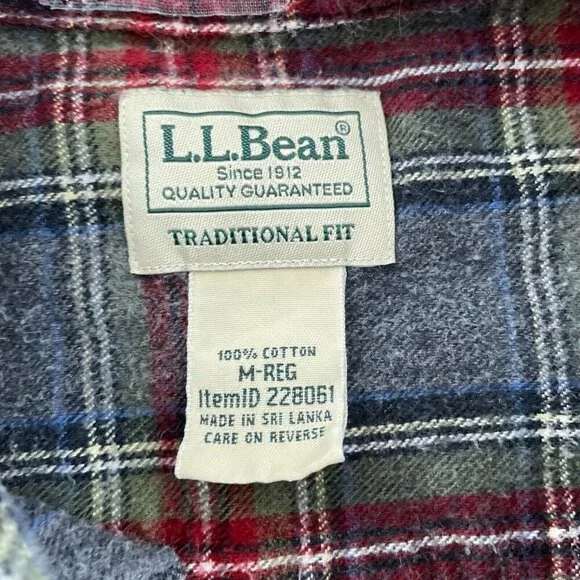 L.L.Bean®
Since 1912
QUALITY GUARANTEED
TRADITIONAL FIT
100% COTTON
M-REG
ItemID 228061
MADE IN SRI LANKA
CARE ON REVERSE